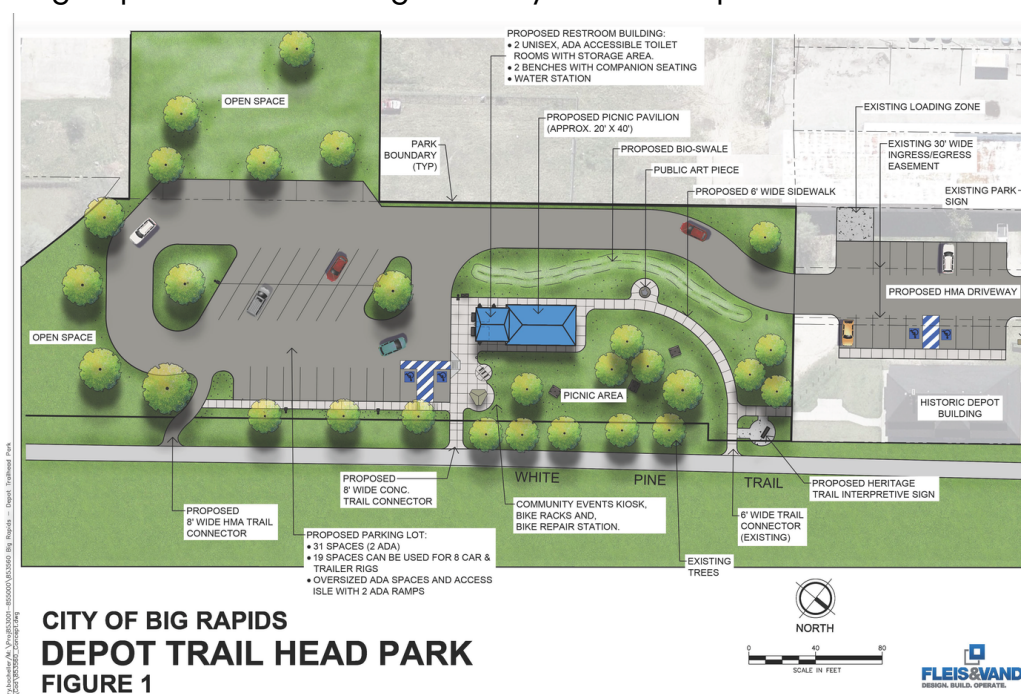 PROPOSED RESTROOM BUILDING:
• 2 UNISEX, ADA ACCESSIBLE TOILET
ROOMS WITH STORAGE AREA.
• 2 BENCHES WITH COMPANION SEATING
• WATER STATION
OPEN SPACE
PROPOSED PICNIC PAVILION
(APPROX. 20' X 40')
EXISTING LOADING ZONE
PARK
BOUNDARY
(TYP)
PROPOSED BIO-SWALE
EXISTING 30' WIDE
INGRESS/EGRESS
EASEMENT
PUBLIC ART PIECE
PROPOSED 6' WIDE SIDEWALK
EXISTING PARK
SIGN
PROPOSED HMA DRIVEWAY
OPEN SPACE
PICNIC AREA
HISTORIC DEPOT
BUILDING
WHITE PINE TRAIL
PROPOSED
8' WIDE CONC.
TRAIL CONNECTOR
PROPOSED HERITAGE
TRAIL INTERPRETIVE SIGN
COMMUNITY EVENTS KIOSK,
BIKE RACKS AND,
BIKE REPAIR STATION.
PROPOSED
8' WIDE HMA TRAIL
CONNECTOR
6' WIDE TRAIL
CONNECTOR
(EXISTING)
PROPOSED PARKING LOT:
• 31 SPACES (2 ADA)
• 19 SPACES CAN BE USED FOR 8 CAR &
TRAILER RIGS
• OVERSIZED ADA SPACES AND ACCESS
ISLE WITH 2 ADA RAMPS
EXISTING
TREES
CITY OF BIG RAPIDS
DEPOT TRAIL HEAD PARK
FIGURE 1
NORTH
0 40 80
SCALE IN FEET
FLEIS&VAND
DESIGN. BUILD. OPERATE.